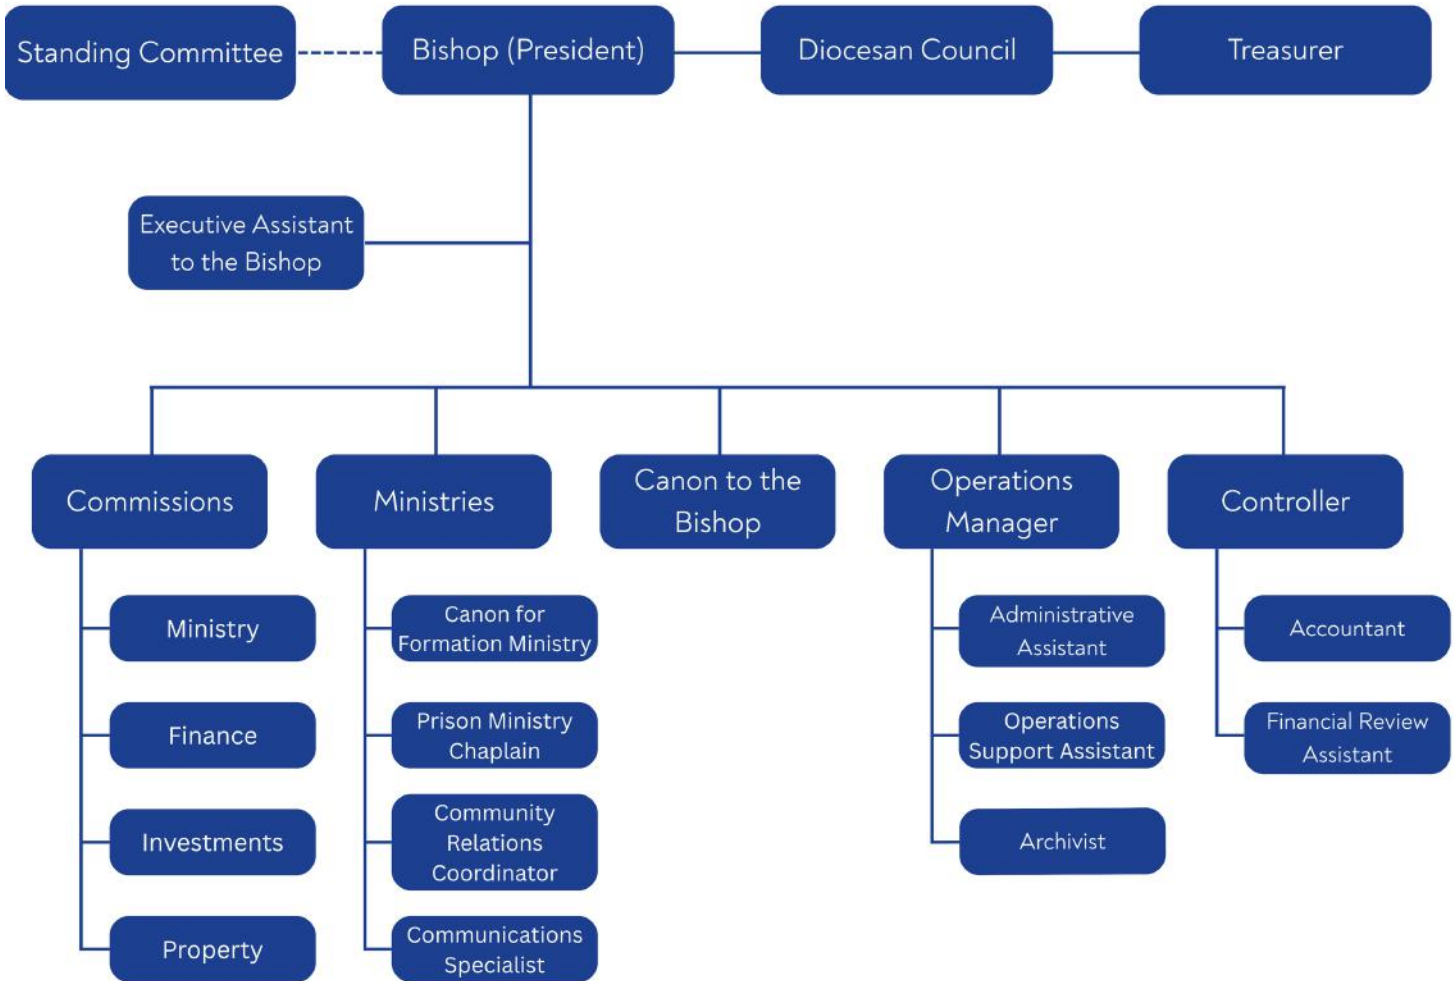 Standing Committee
Bishop (President)
Diocesan Council
Treasurer
Executive Assistant
to the Bishop
Commissions
Ministries
Canon to the
Bishop
Operations
Manager
Controller
Ministry
Finance
Investments
Property
Canon for
Formation Ministry
Prison Ministry
Chaplain
Community
Relations
Coordinator
Communications
Specialist
Administrative
Assistant
Operations
Support Assistant
Archivist
Accountant
Financial Review
Assistant